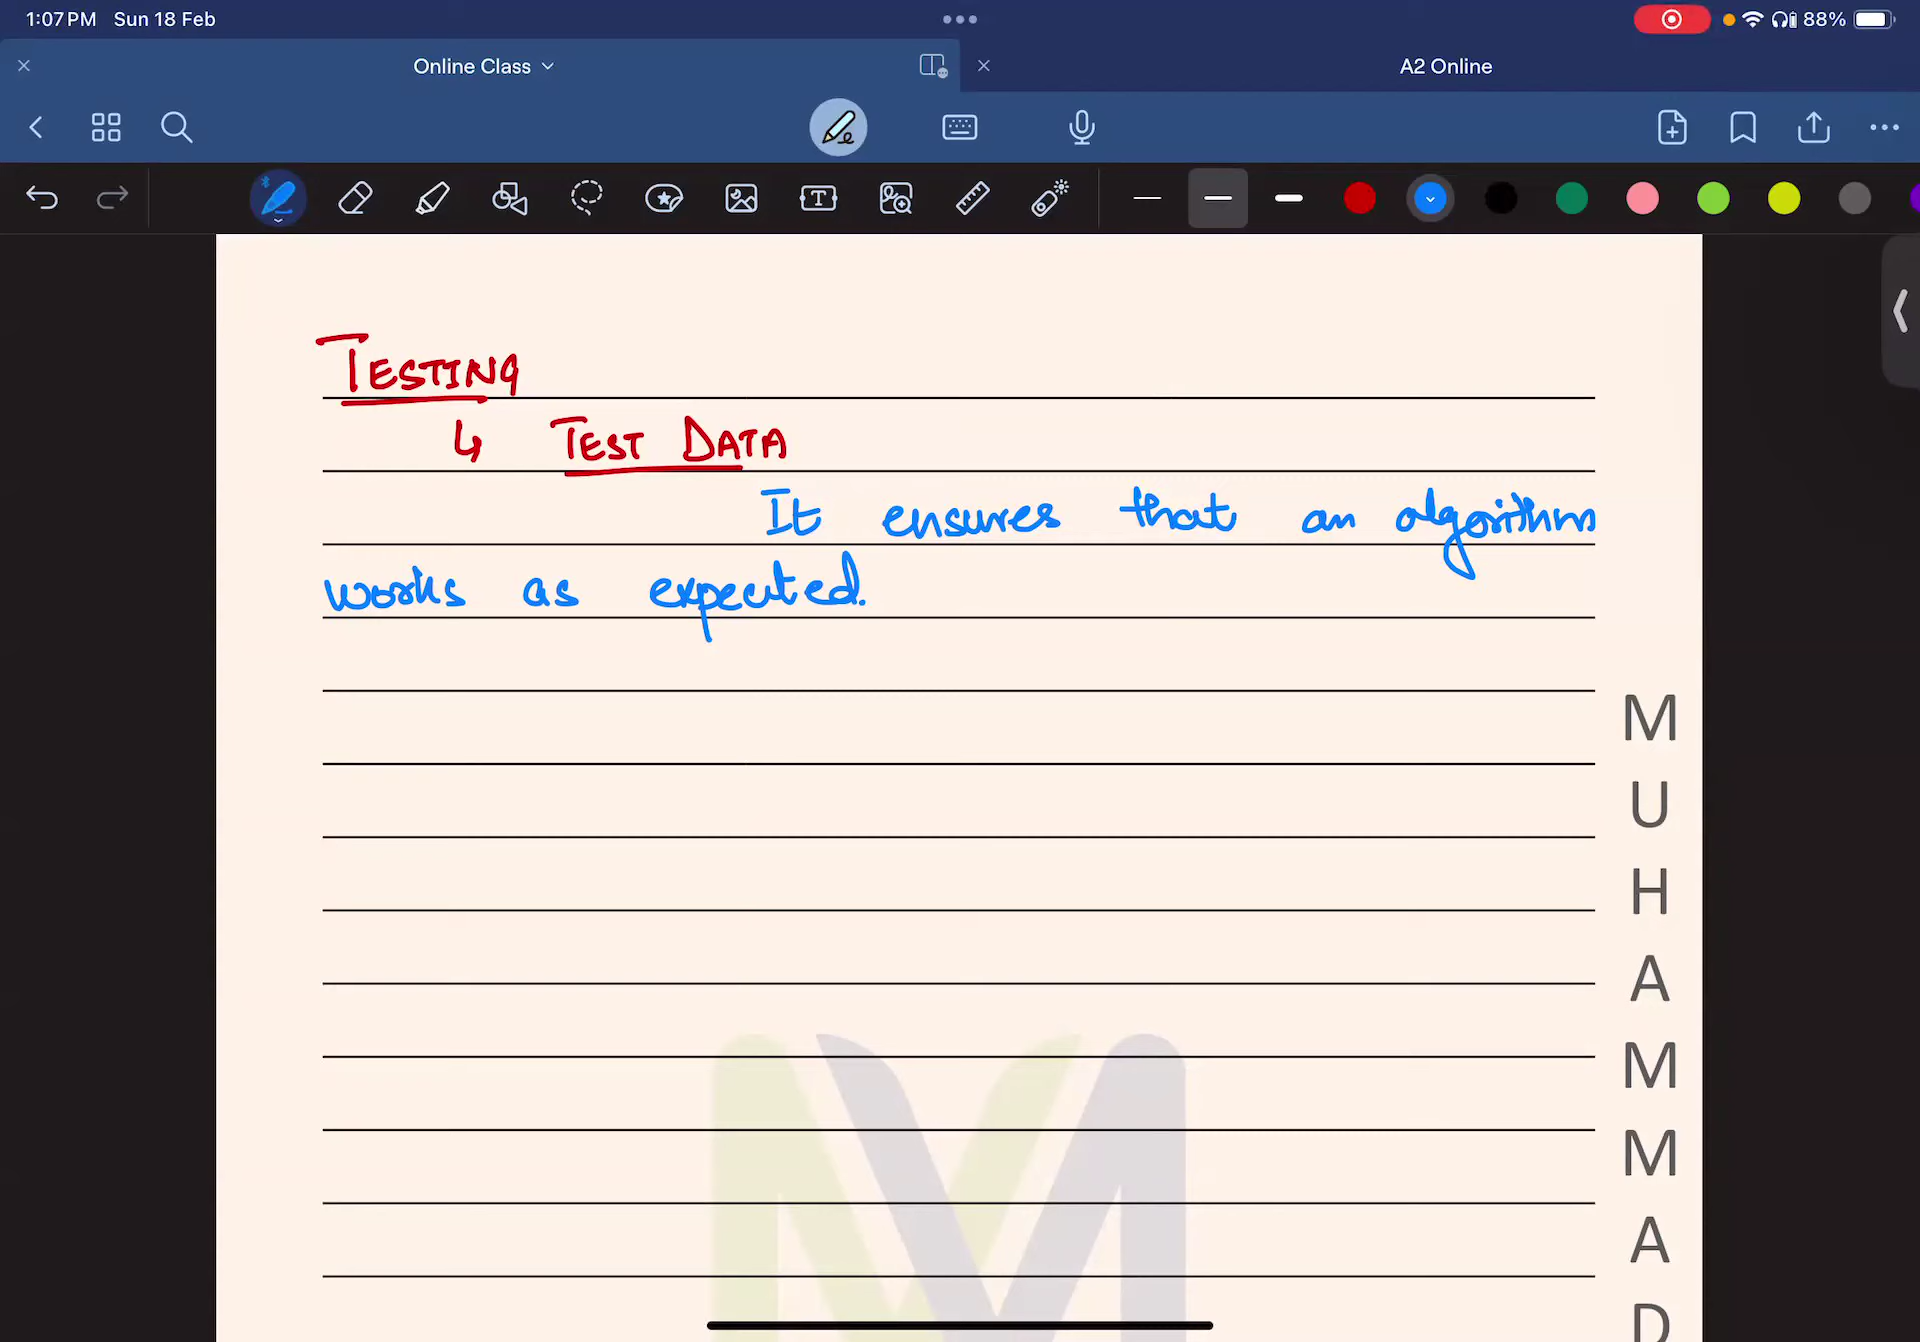 1:07 PM Sun 18 Feb
88%
Online Class
A2 Online
TESTING
↳ TEST DATA
It ensures that an algorithm
works as expected.
M
U
H
A
M
M
A
D